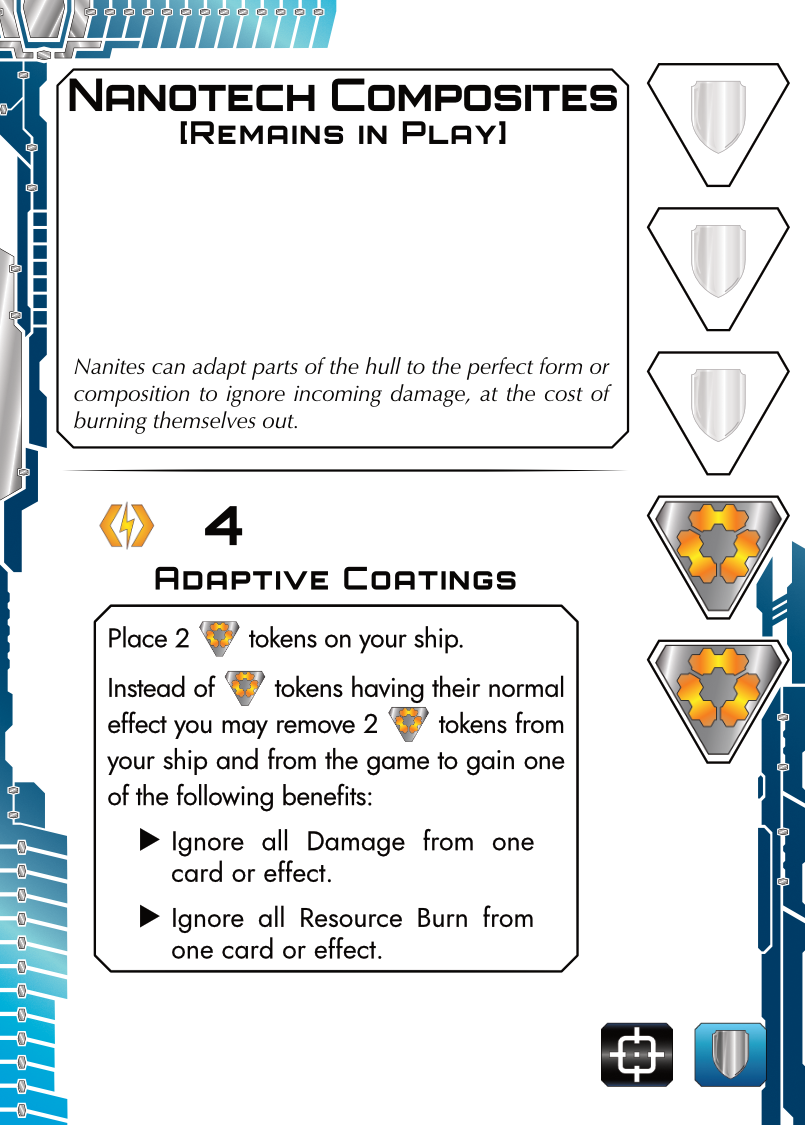 NANOTECH COMPOSITES
[REMAINS IN PLAY]
Nanites can adapt parts of the hull to the perfect form or
composition to ignore incoming damage, at the cost of
burning themselves out.
4
ADAPTIVE COATINGS
Place 2 tokens on your ship.
Instead of tokens having their normal
effect you may remove 2 tokens from
your ship and from the game to gain one
of the following benefits:
Ignore all Damage from one
card or effect.
Ignore all Resource Burn from
one card or effect.